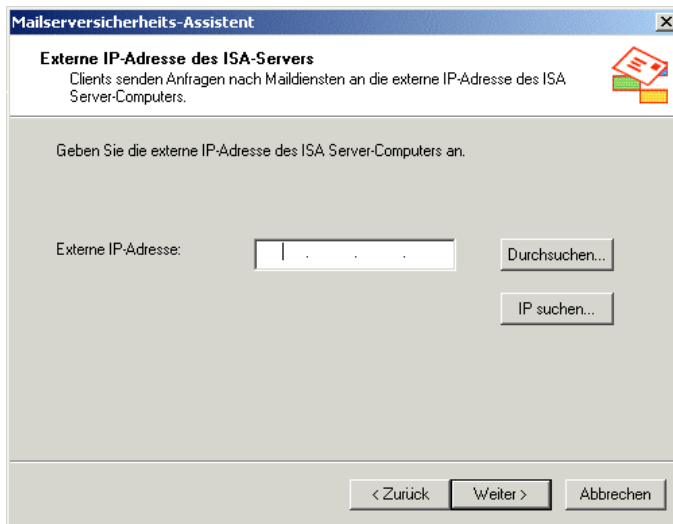 Mailserversicherheits-Assistent
Externe IP-Adresse des ISA-Servers
Clients senden Anfragen nach Maildiensten an die externe IP-Adresse des ISA
Server-Computers.
Geben Sie die externe IP-Adresse des ISA Server-Computers an.
Externe IP-Adresse:
. . .
Durchsuchen...
IP suchen...
< Zurück
Weiter >
Abbrechen